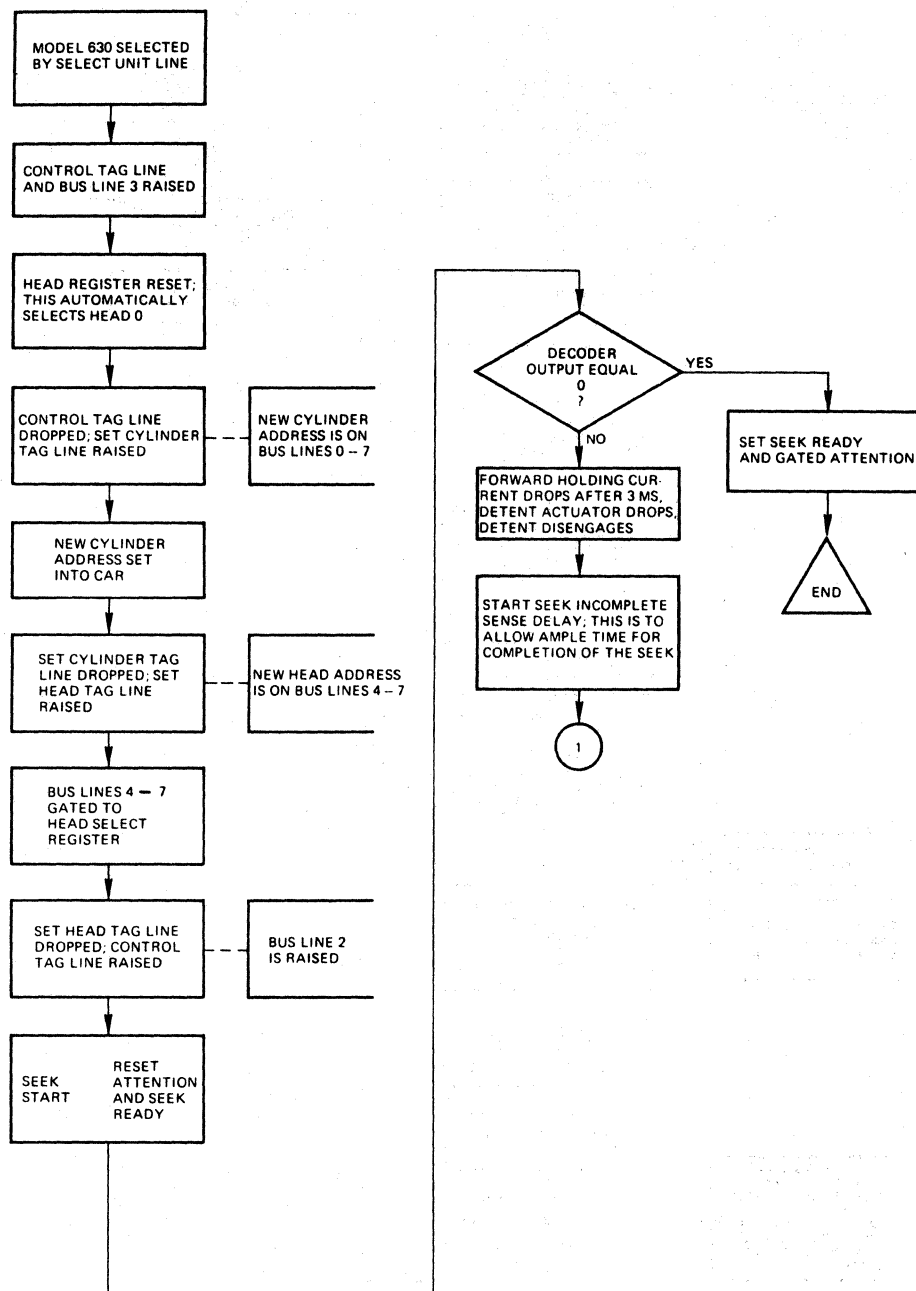 MODEL 630 SELECTED
BY SELECT UNIT LINE
CONTROL TAG LINE
AND BUS LINE 3 RAISED
HEAD REGISTER RESET;
THIS AUTOMATICALLY
SELECTS HEAD 0
CONTROL TAG LINE
DROPPED; SET CYLINDER
TAG LINE RAISED
NEW CYLINDER
ADDRESS IS ON
BUS LINES 0 – 7
NEW CYLINDER
ADDRESS SET
INTO CAR
SET CYLINDER TAG
LINE DROPPED; SET
HEAD TAG LINE
RAISED
NEW HEAD ADDRESS
IS ON BUS LINES 4 – 7
BUS LINES 4 – 7
GATED TO
HEAD SELECT
REGISTER
SET HEAD TAG LINE
DROPPED; CONTROL
TAG LINE RAISED
BUS LINE 2
IS RAISED
SEEK
START
RESET
ATTENTION
AND SEEK
READY
DECODER
OUTPUT EQUAL
0
?
YES
NO
SET SEEK READY
AND GATED ATTENTION
END
FORWARD HOLDING CUR-
RENT DROPS AFTER 3 MS,
DETENT ACTUATOR DROPS,
DETENT DISENGAGES
START SEEK INCOMPLETE
SENSE DELAY; THIS IS TO
ALLOW AMPLE TIME FOR
COMPLETION OF THE SEEK
1